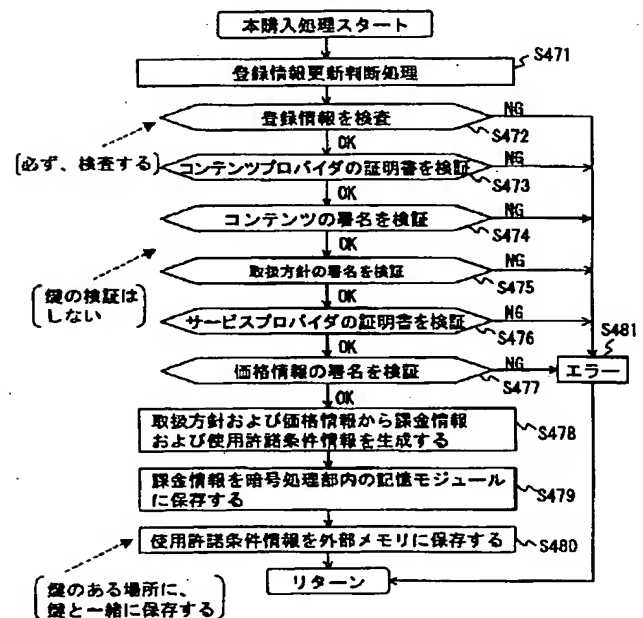 本購入処理スタート
登録情報更新判断処理
S471
登録情報を検査
NG
S472
OK
(必ず、検査する)
コンテンツプロバイダの証明書を検証
NG
S473
OK
コンテンツの署名を検証
NG
S474
OK
取扱方針の署名を検証
NG
S475
OK
(鍵の検証は
しない)
サービスプロバイダの証明書を検証
NG
S476
OK
価格情報の署名を検証
NG
S477
OK
S481
エラー
取扱方針および価格情報から課金情報
および使用許諾条件情報を生成する
S478
課金情報を暗号処理部内の記憶モジュール
に保存する
S479
使用許諾条件情報を外部メモリに保存する
S480
(鍵のある場所に、
鍵と一緒に保存する)
リターン